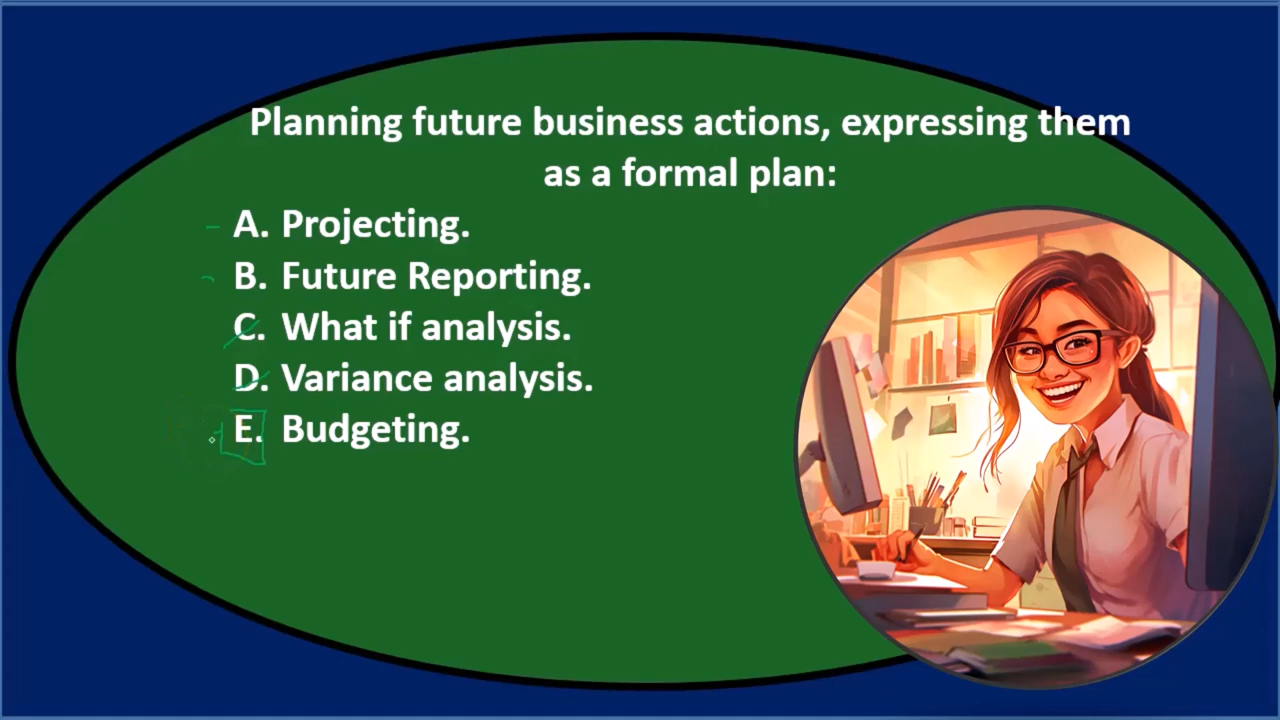 Planning future business actions, expressing them
as a formal plan:
A. Projecting.
B. Future Reporting.
C. What if analysis.
D. Variance analysis.
E. Budgeting.